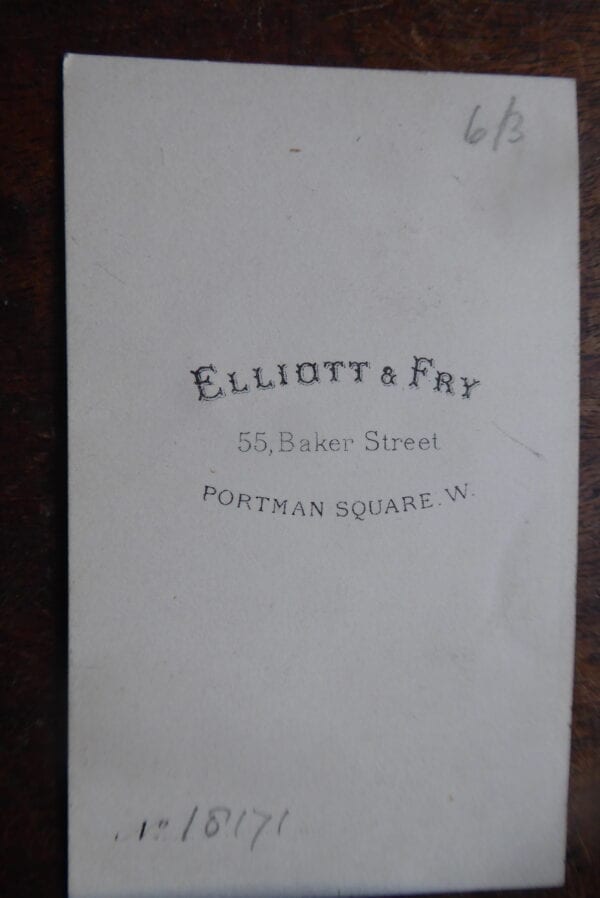 6/3
ELLIOTT & FRY
55, Baker Street
PORTMAN SQUARE. W.
No 18171